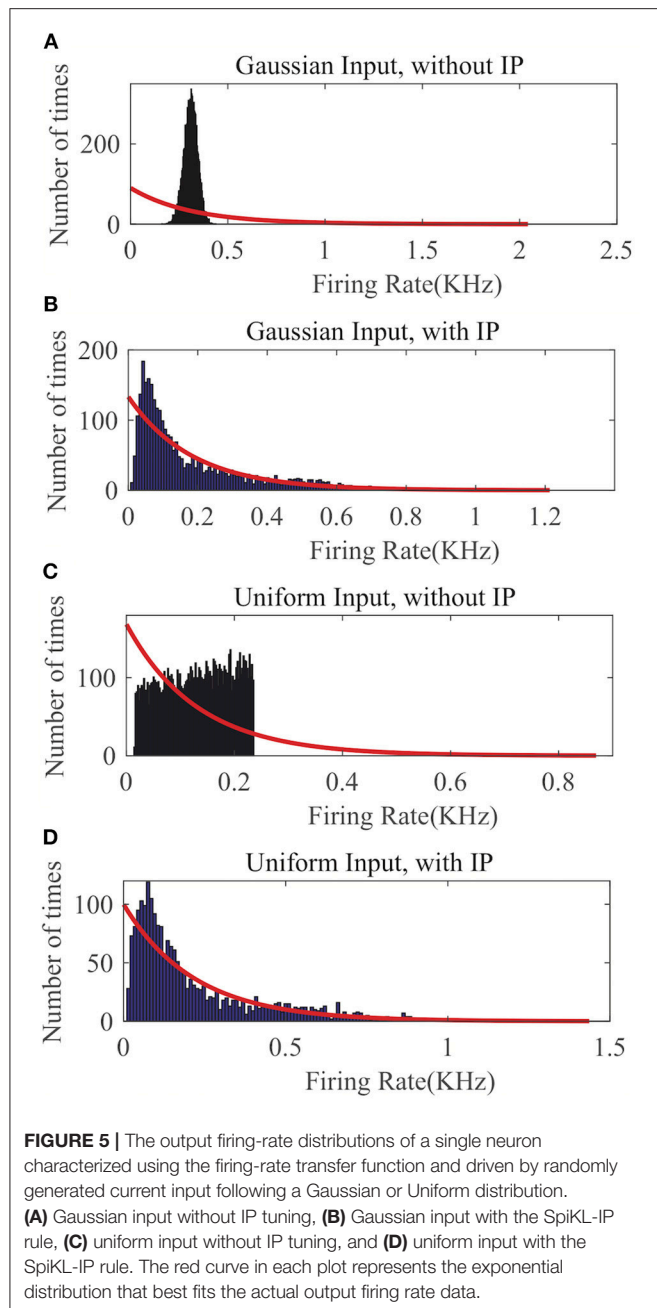 A
Gaussian Input, without IP
Number of times
200
0
0
0.5
1
1.5
2
2.5
Firing Rate(KHz)
B
Gaussian Input, with IP
Number of times
200
150
100
50
0
0
0.2
0.4
0.6
0.8
1
1.2
Firing Rate(KHz)
C
Uniform Input, without IP
Number of times
100
0
0
0.2
0.4
0.6
0.8
Firing Rate(KHz)
D
Uniform Input, with IP
Number of times
100
50
0
0
0.5
1
1.5
Firing Rate(KHz)
FIGURE 5 | The output firing-rate distributions of a single neuron
characterized using the firing-rate transfer function and driven by randomly
generated current input following a Gaussian or Uniform distribution.
(A) Gaussian input without IP tuning, (B) Gaussian input with the SpiKL-IP
rule, (C) uniform input without IP tuning, and (D) uniform input with the
SpiKL-IP rule. The red curve in each plot represents the exponential
distribution that best fits the actual output firing rate data.